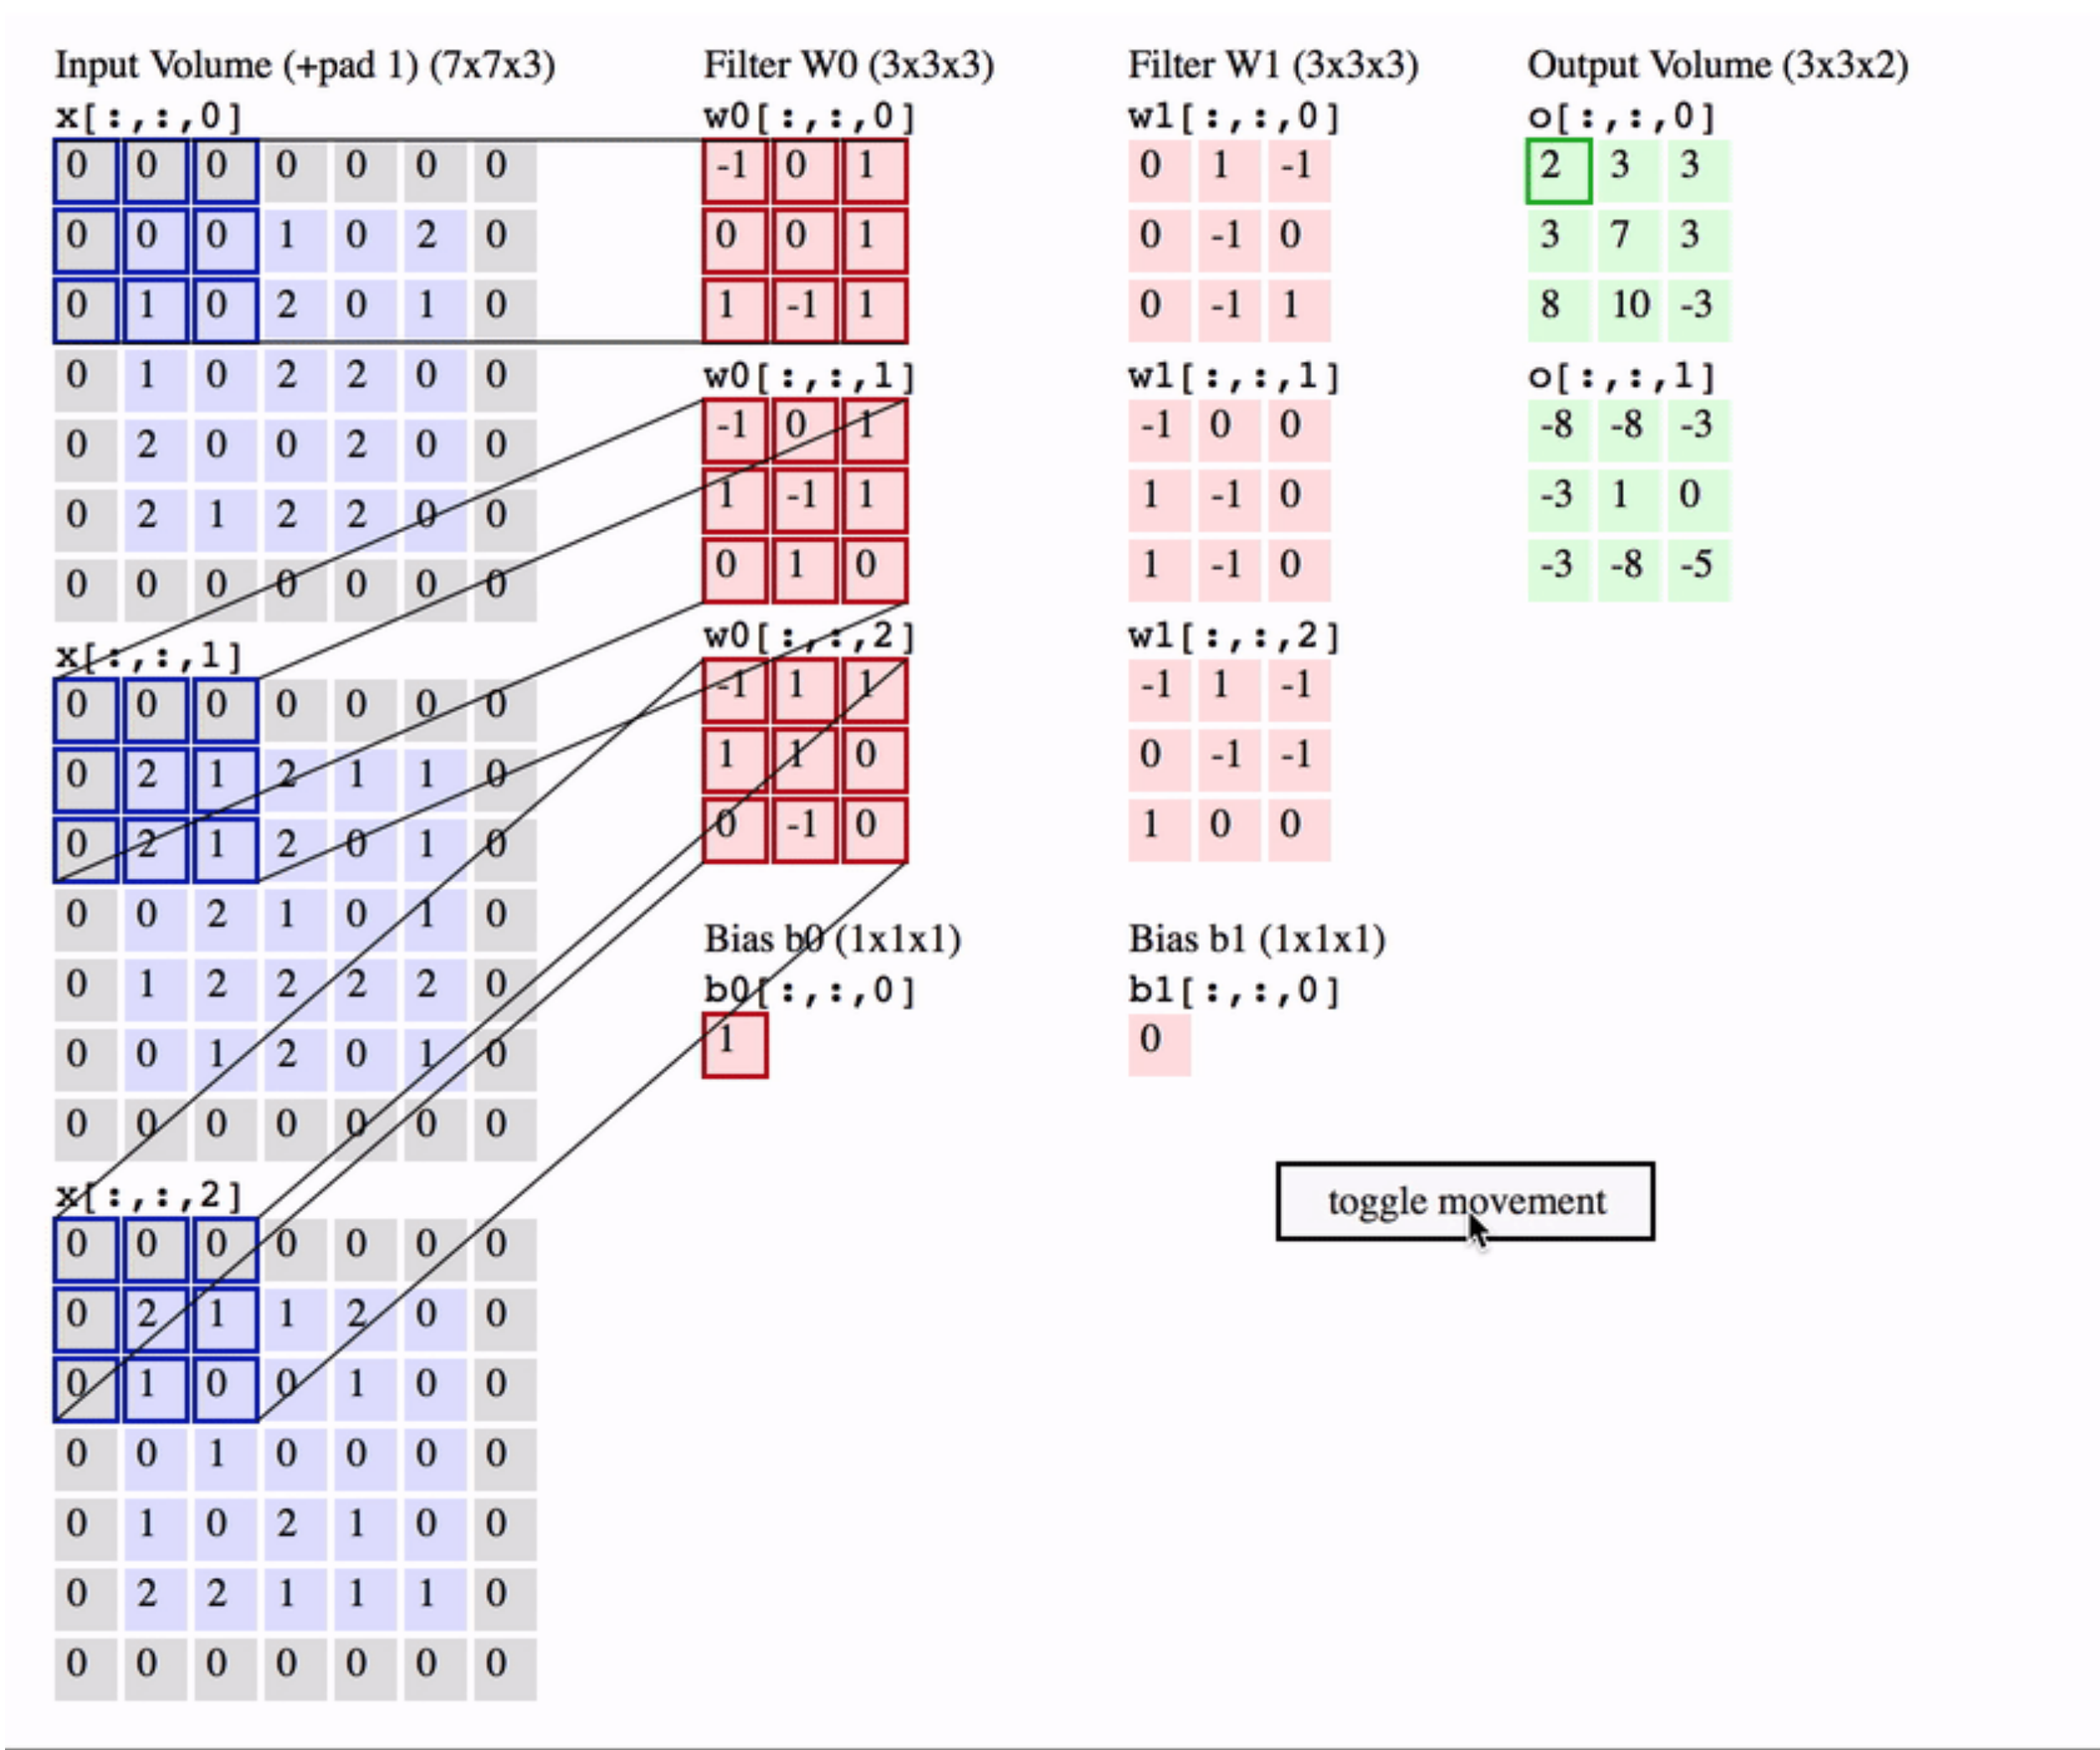 Input Volume (+pad 1) (7x7x3)
x[:,:,0]
0 0 0 0 0 0 0
0 0 0 1 0 2 0
0 1 0 2 0 1 0
0 1 0 2 2 0 0
0 2 0 0 2 0 0
0 2 1 2 2 0 0
0 0 0 0 0 0 0
x[:,:,1]
0 0 0 0 0 0 0
0 2 1 2 1 1 0
0 2 1 2 0 1 0
0 0 2 1 0 1 0
0 1 2 2 2 2 0
0 0 1 2 0 1 0
0 0 0 0 0 0 0
x[:,:,2]
0 0 0 0 0 0 0
0 2 1 1 2 0 0
0 1 0 0 1 0 0
0 0 1 0 0 0 0
0 1 0 2 1 0 0
0 2 2 1 1 1 0
0 0 0 0 0 0 0
Filter W0 (3x3x3)
w0[:,:,0]
-1 0 1
0 0 1
1 -1 1
w0[:,:,1]
-1 0 1
1 -1 1
0 1 0
w0[:,:,2]
-1 1 1
1 1 0
0 -1 0
Bias b0 (1x1x1)
b0[:,:,0]
1
Filter W1 (3x3x3)
w1[:,:,0]
0 1 -1
0 -1 0
0 -1 1
w1[:,:,1]
-1 0 0
1 -1 0
1 -1 0
w1[:,:,2]
-1 1 -1
0 -1 -1
1 0 0
Bias b1 (1x1x1)
b1[:,:,0]
0
Output Volume (3x3x2)
o[:,:,0]
2 3 3
3 7 3
8 10 -3
o[:,:,1]
-8 -8 -3
-3 1 0
-3 -8 -5
toggle movement